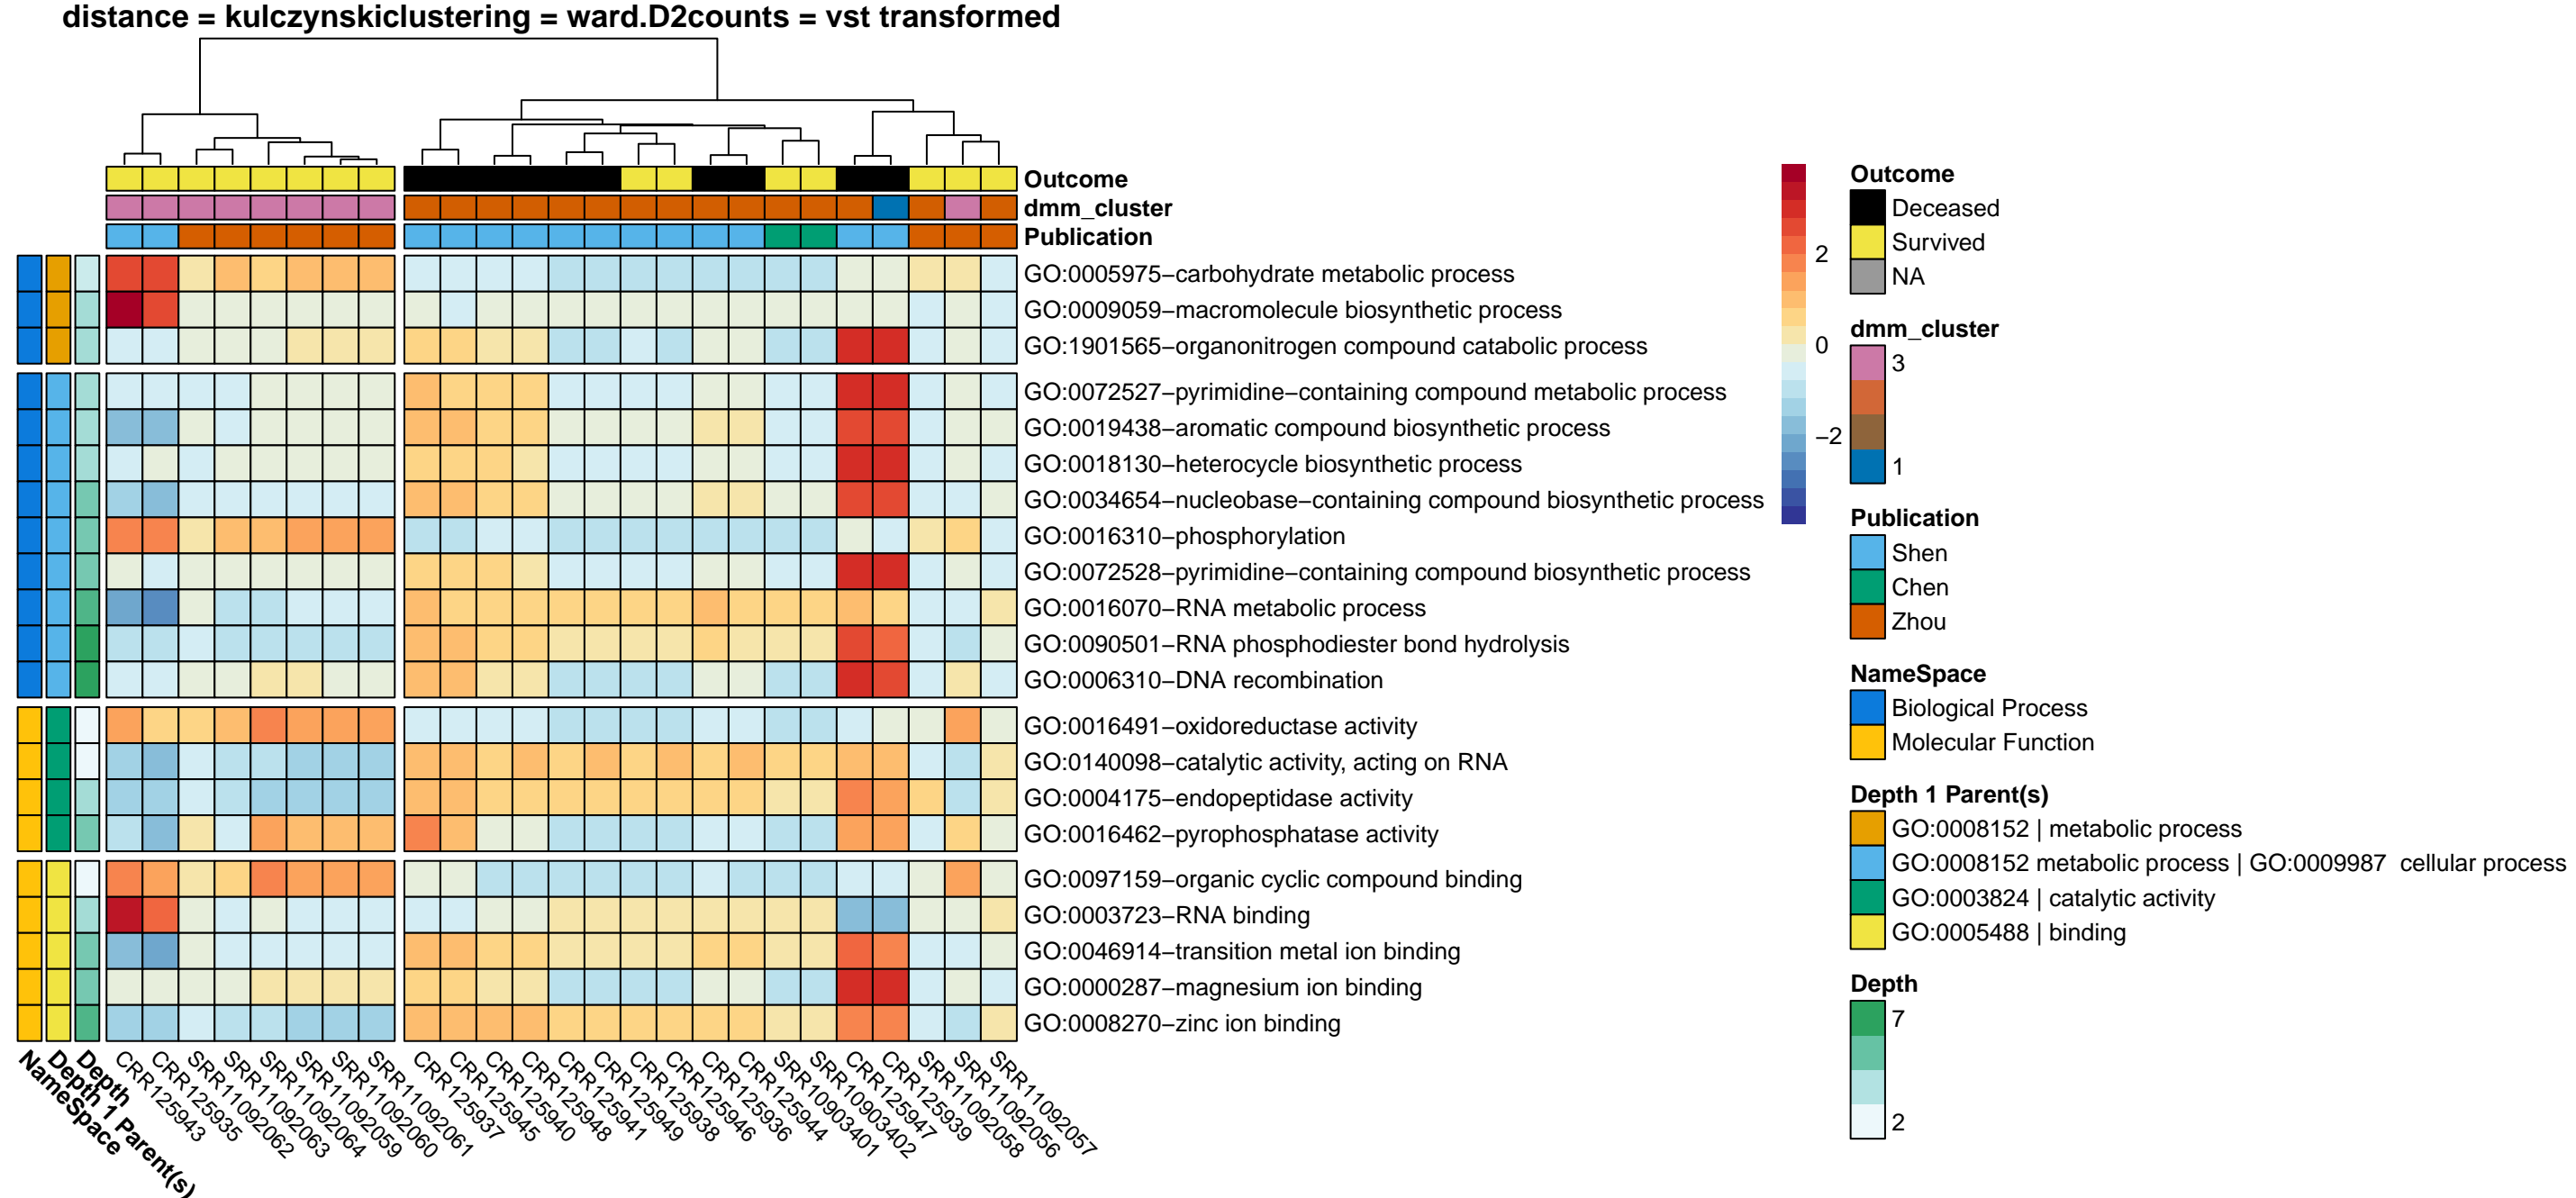 distance = kulczynskiclustering = ward.D2counts = vst transformed
Outcome
dmm_cluster
Publication
GO:0005975−carbohydrate metabolic process
GO:0009059−macromolecule biosynthetic process
GO:1901565−organonitrogen compound catabolic process
GO:0072527−pyrimidine−containing compound metabolic process
GO:0019438−aromatic compound biosynthetic process
GO:0018130−heterocycle biosynthetic process
GO:0034654−nucleobase−containing compound biosynthetic process
GO:0016310−phosphorylation
GO:0072528−pyrimidine−containing compound biosynthetic process
GO:0016070−RNA metabolic process
GO:0090501−RNA phosphodiester bond hydrolysis
GO:0006310−DNA recombination
GO:0016491−oxidoreductase activity
GO:0140098−catalytic activity, acting on RNA
GO:0004175−endopeptidase activity
GO:0016462−pyrophosphatase activity
GO:0097159−organic cyclic compound binding
GO:0003723−RNA binding
GO:0046914−transition metal ion binding
GO:0000287−magnesium ion binding
GO:0008270−zinc ion binding
NameSpace
Depth 1 Parent(s)
Depth
CRR125943
CRR125935
SRR11092062
SRR11092063
SRR11092064
SRR11092059
SRR11092060
SRR11092061
CRR125937
CRR125945
CRR125940
CRR125948
CRR125941
CRR125949
CRR125938
CRR125946
CRR125936
CRR125944
SRR10903401
SRR10903402
CRR125947
CRR125939
SRR11092058
SRR11092056
SRR11092057
2
0
−2
Outcome
Deceased
Survived
NA
dmm_cluster
3
1
Publication
Shen
Chen
Zhou
NameSpace
Biological Process
Molecular Function
Depth 1 Parent(s)
GO:0008152 | metabolic process
GO:0008152 metabolic process | GO:0009987  cellular process
GO:0003824 | catalytic activity
GO:0005488 | binding
Depth
7
2